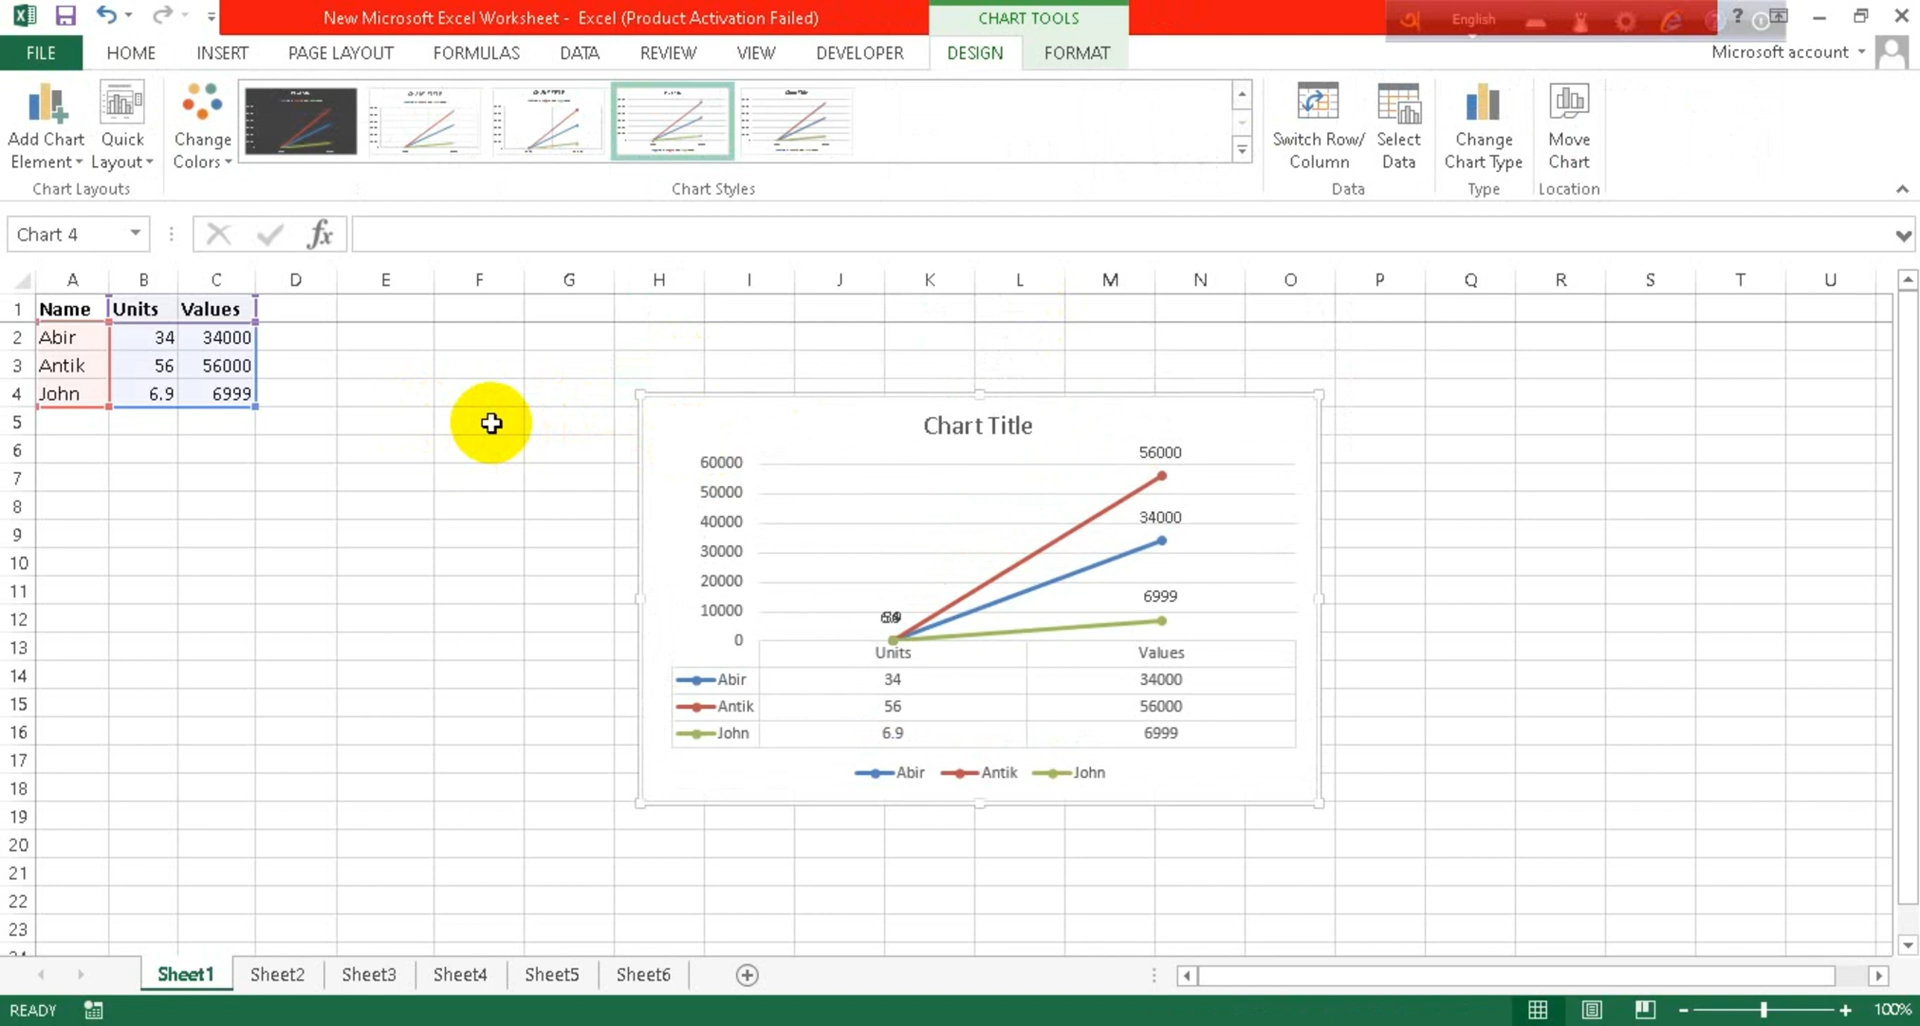 New Microsoft Excel Worksheet - Excel (Product Activation Failed)
CHART TOOLS
English
?
FILE HOME INSERT PAGE LAYOUT FORMULAS DATA REVIEW VIEW DEVELOPER DESIGN FORMAT
Microsoft account
Add Chart Element
Quick Layout
Change Colors
Switch Row/ Column
Select Data
Change Chart Type
Move Chart
Chart Layouts
Chart Styles
Data
Type
Location
Chart 4
fx
A B C D E F G H I J K L M N O P Q R S T U
1 Name Units Values
2 Abir 34 34000
3 Antik 56 56000
4 John 6.9 6999
5
6
7
8
9
10
11
12
13
14
15
16
17
18
19
20
21
22
23
Chart Title
60000
50000
40000
30000
20000
10000
0
56000
34000
6999
Units Values
Abir 34 34000
Antik 56 56000
John 6.9 6999
Abir Antik John
Sheet1 Sheet2 Sheet3 Sheet4 Sheet5 Sheet6
READY
100%